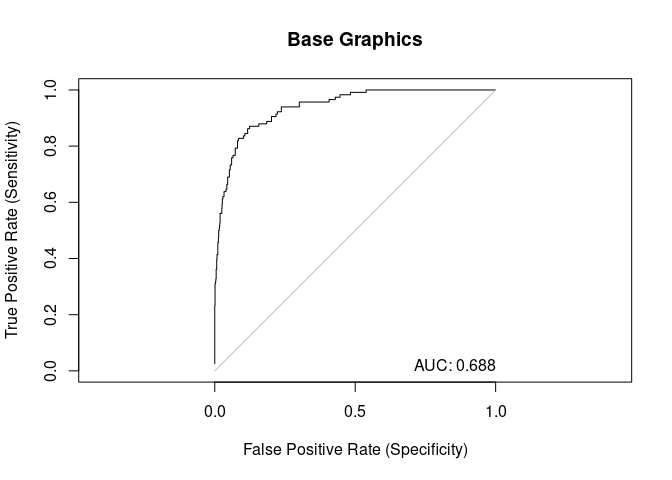 Base Graphics
True Positive Rate (Sensitivity)
1.0
0.8
0.6
0.4
0.2
0.0
AUC: 0.688
0.0 0.5 1.0
False Positive Rate (Specificity)